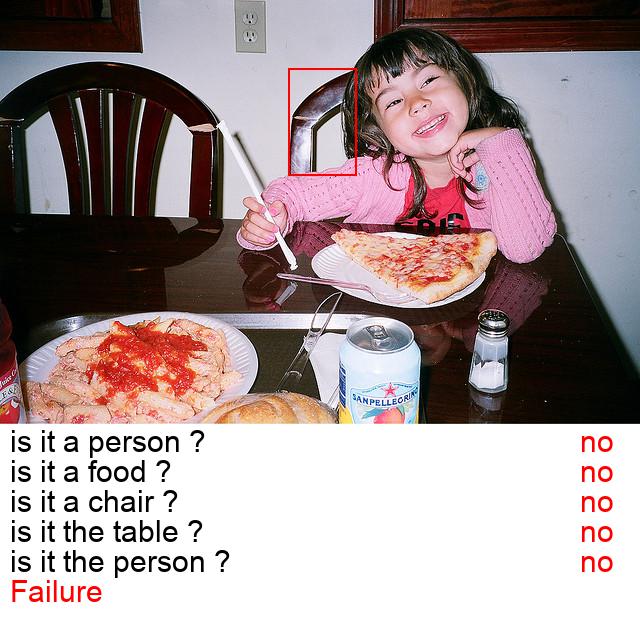 SANPELLEGRINO
is it a person ? no
is it a food ? no
is it a chair ? no
is it the table ? no
is it the person ? no
Failure